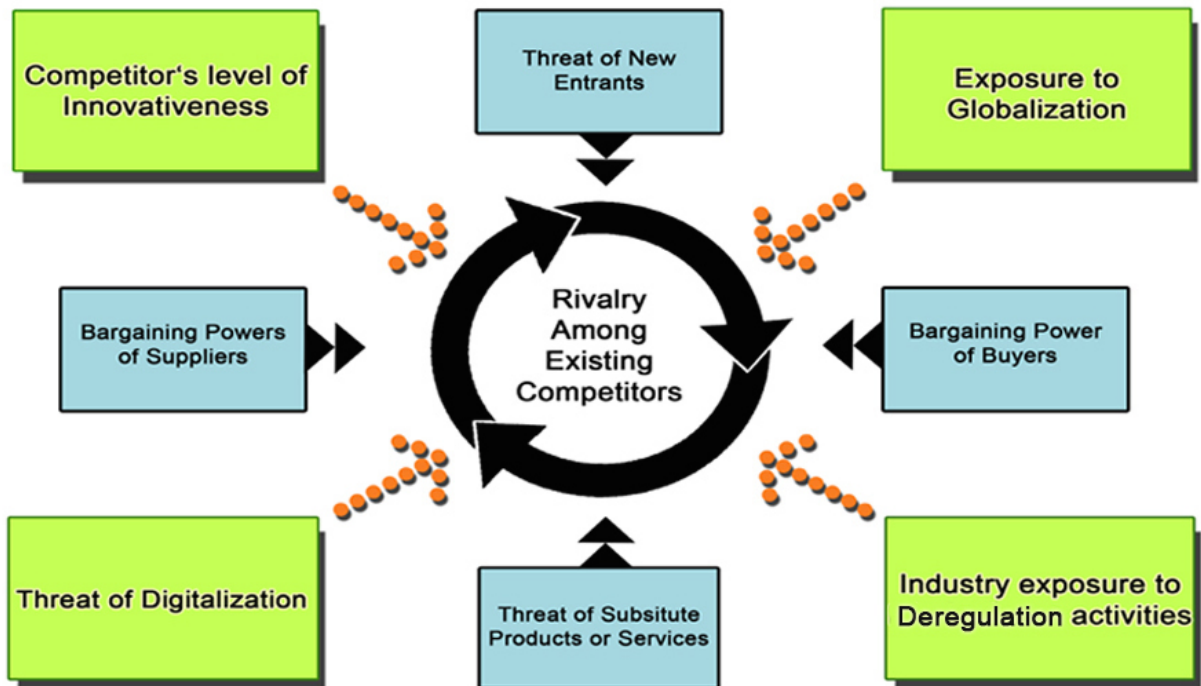 Competitor‘s level of
Innovativeness
Threat of New
Entrants
Exposure to
Globalization
Bargaining Powers
of Suppliers
Rivalry
Among
Existing
Competitors
Bargaining Power
of Buyers
Threat of Digitalization
Threat of Subsitute
Products or Services
Industry exposure to
Deregulation activities